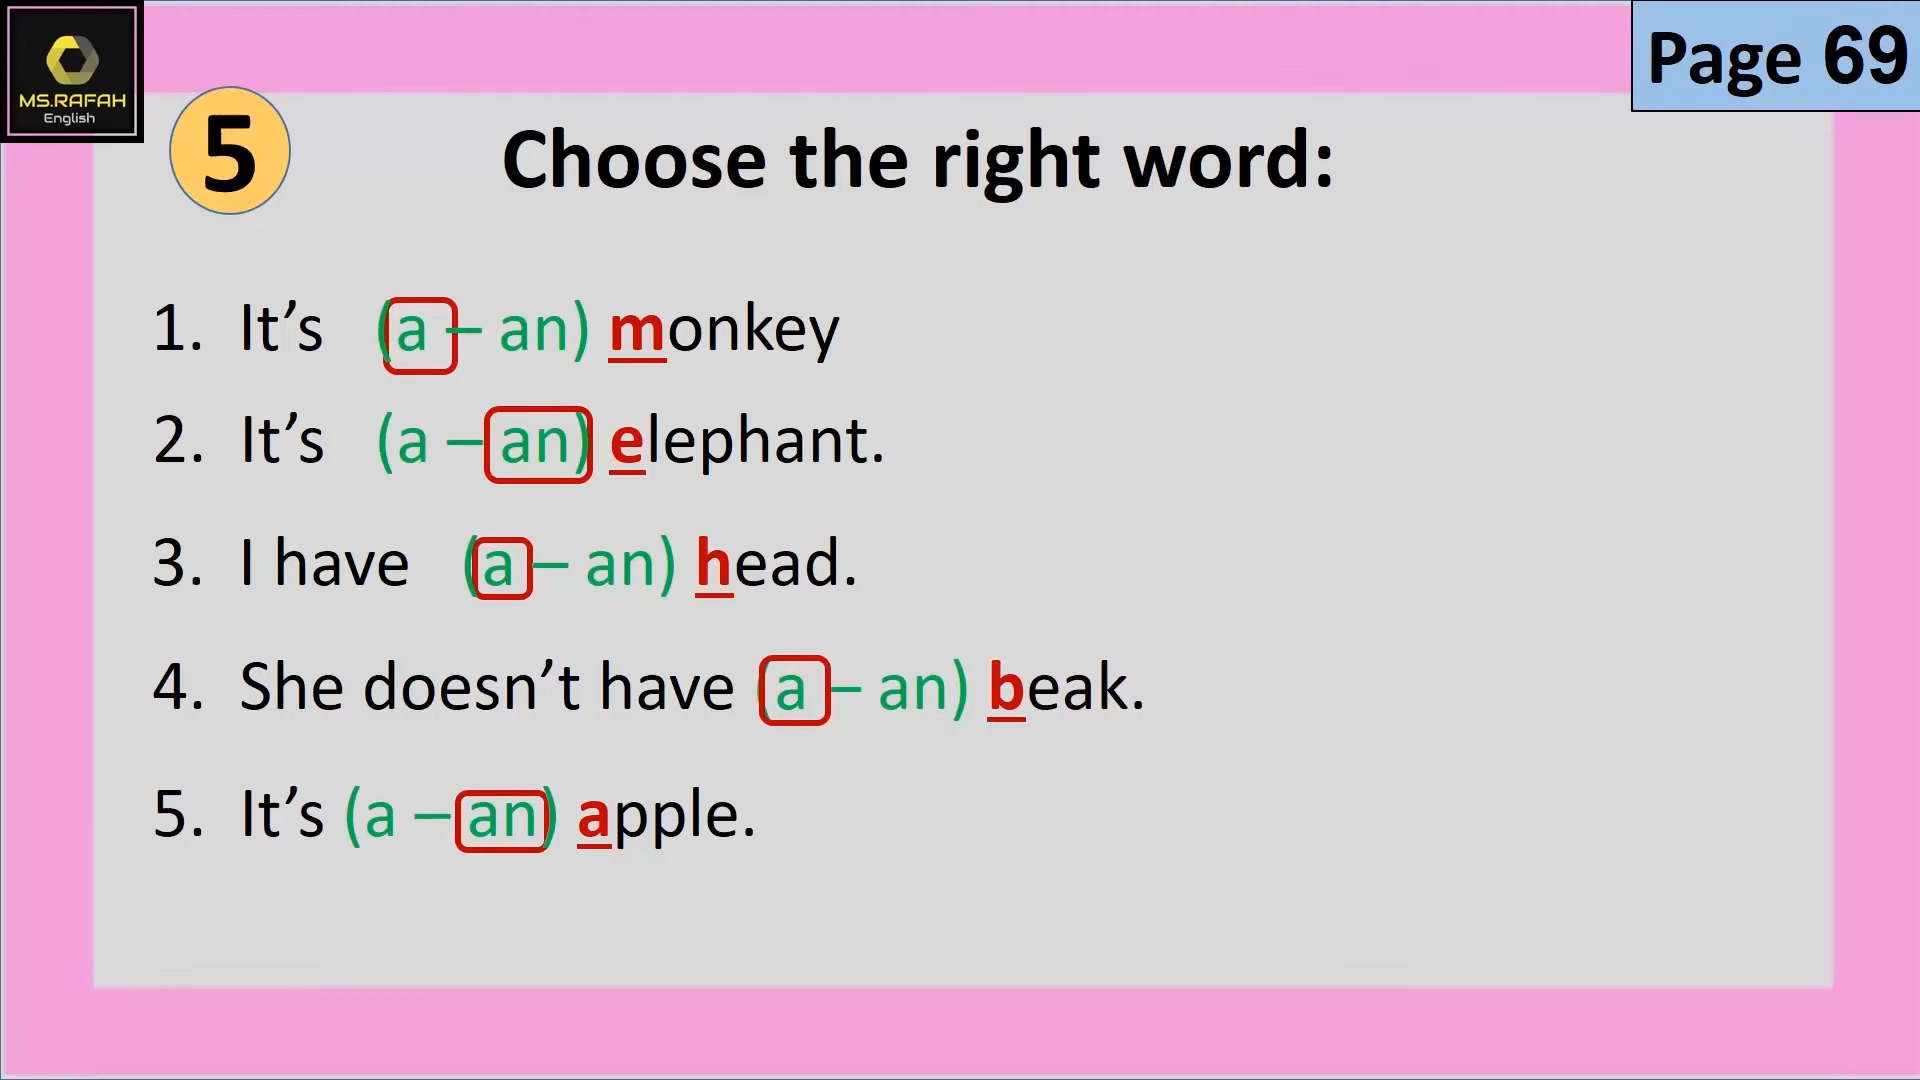 MS.RAFAH
English
Page 69
5
Choose the right word:
1. It’s (a – an) monkey
2. It’s (a – an) elephant.
3. I have (a – an) head.
4. She doesn’t have (a – an) beak.
5. It’s (a – an) apple.